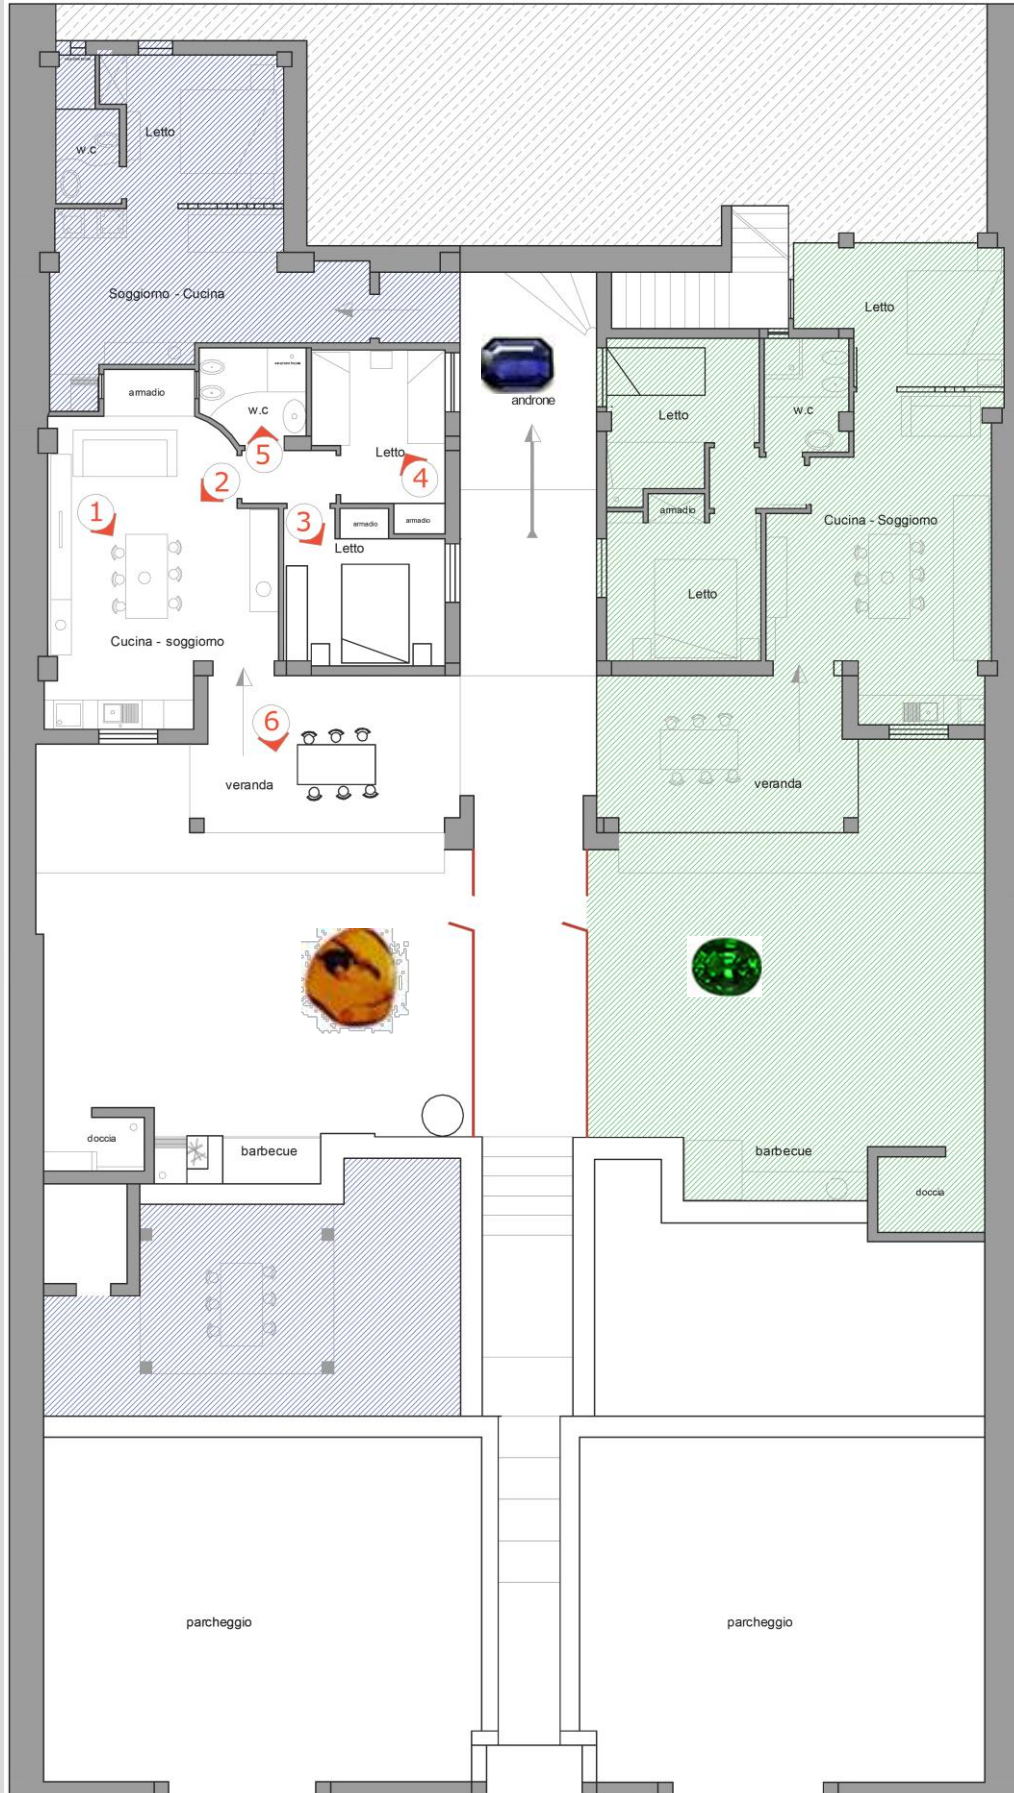 Letto
w.c
Soggiorno - Cucina
Letto
androne
armadio
w.c
5
Letto
4
2
1
3
armadio
armadio
Letto
Cucina - soggiorno
Letto
w.c
armadio
Cucina - Soggiorno
Letto
6
veranda
veranda
doccia
barbecue
barbecue
doccia
parcheggio
parcheggio